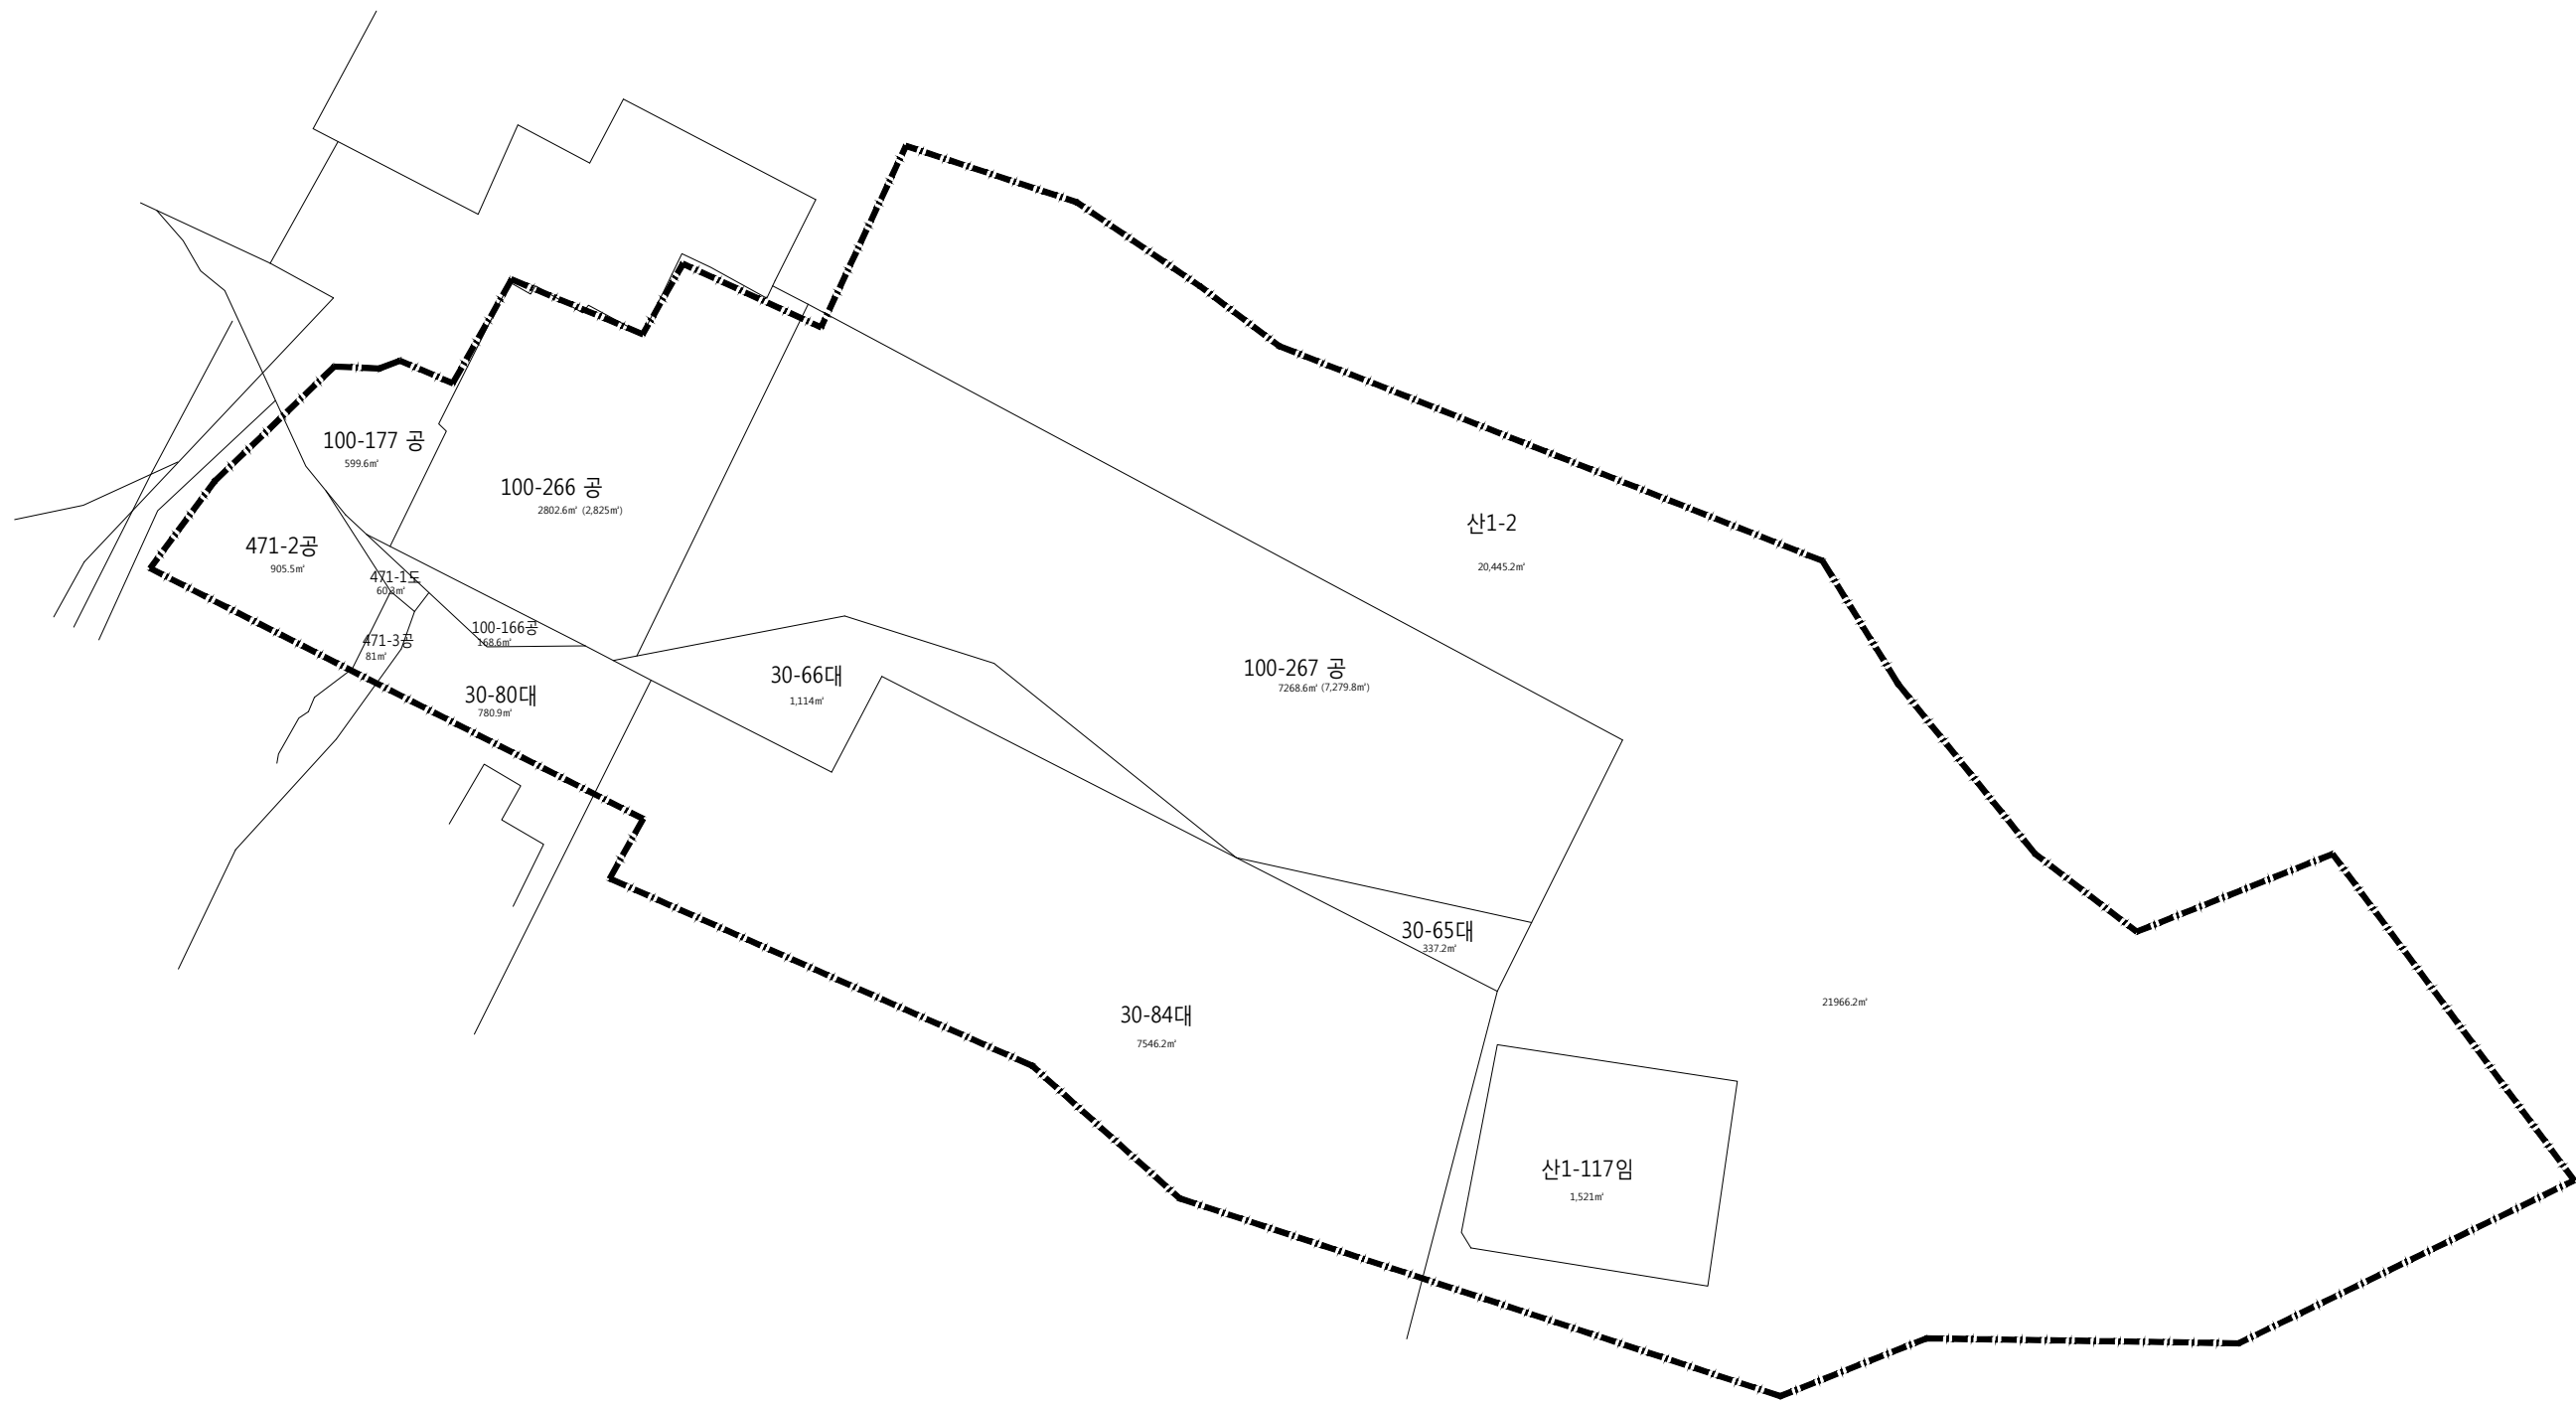 100-177 공
599.6㎡
100-266 공
2802.6㎡ (2,825㎡)
산1-2
20,445.2㎡
471-2공
905.5㎡
471-1도
60.3㎡
100-166공
168.6㎡
471-3공
81㎡
30-80대
780.9㎡
30-66대
1,114㎡
100-267 공
7268.6㎡ (7,279.8㎡)
30-65대
337.2㎡
30-84대
7546.2㎡
21966.2㎡
산1-117임
1,521㎡